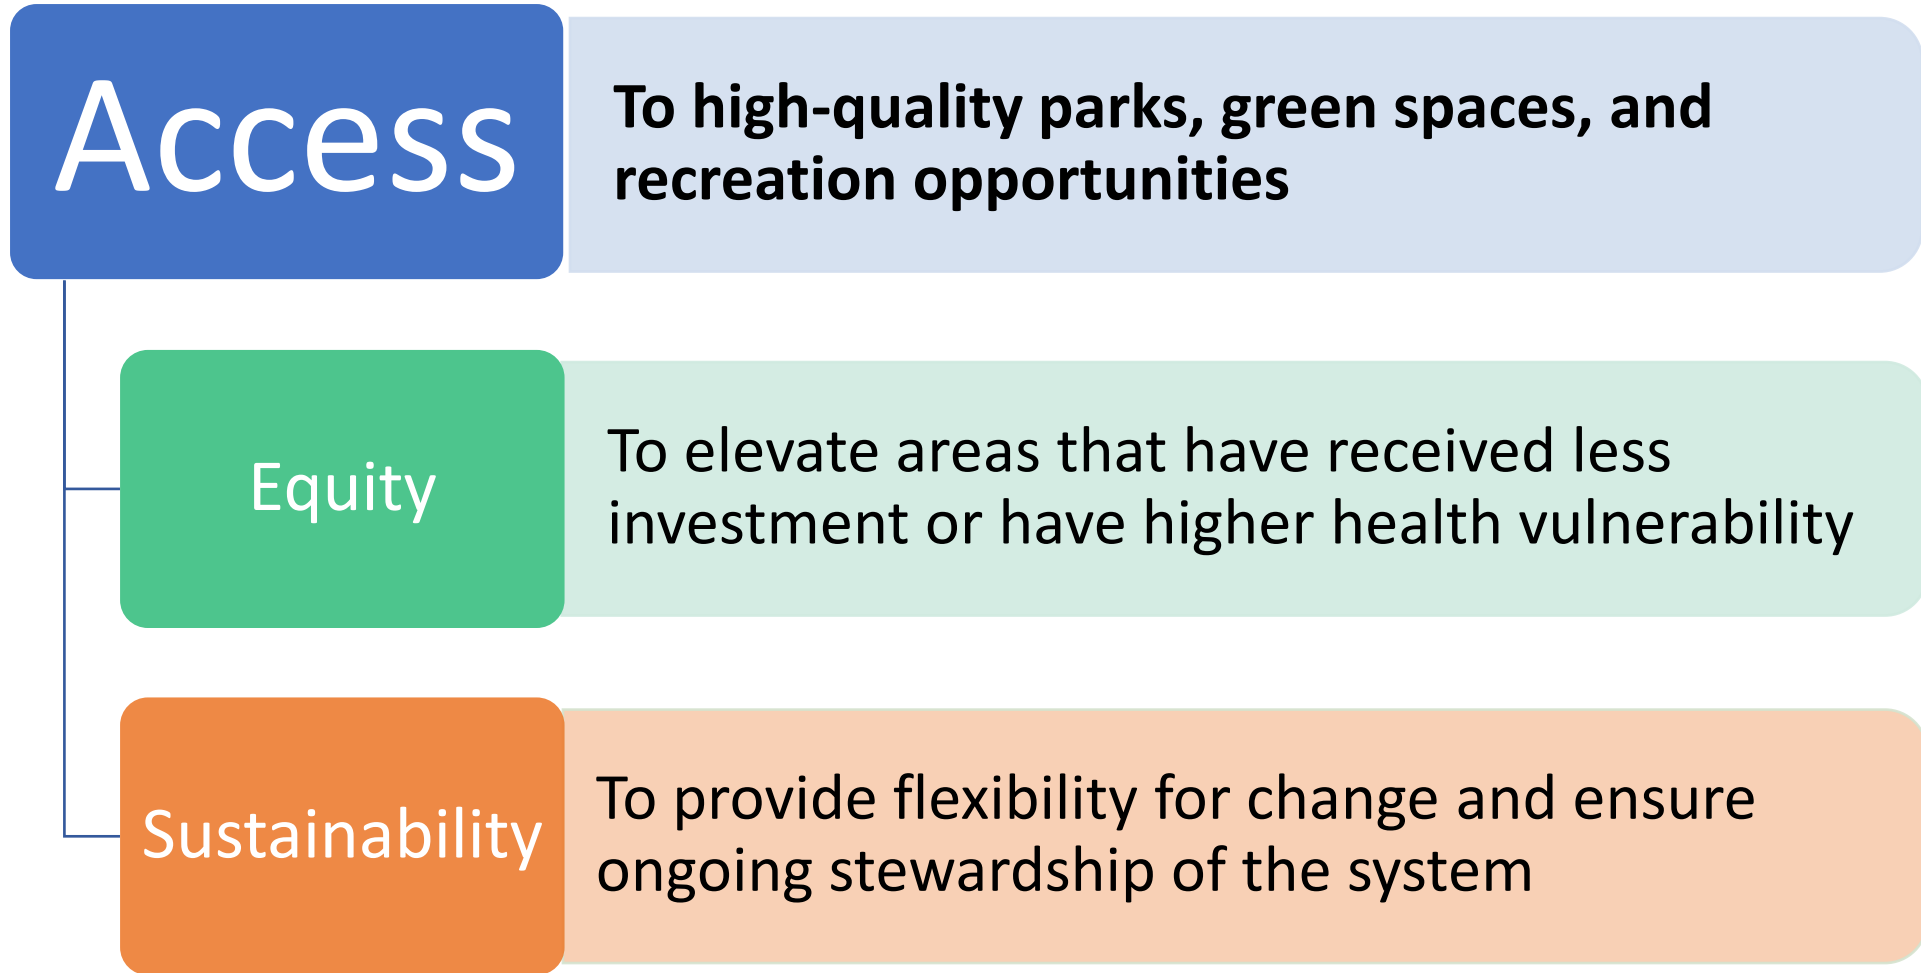 Access
To high-quality parks, green spaces, and
recreation opportunities
Equity
To elevate areas that have received less
investment or have higher health vulnerability
Sustainability
To provide flexibility for change and ensure
ongoing stewardship of the system